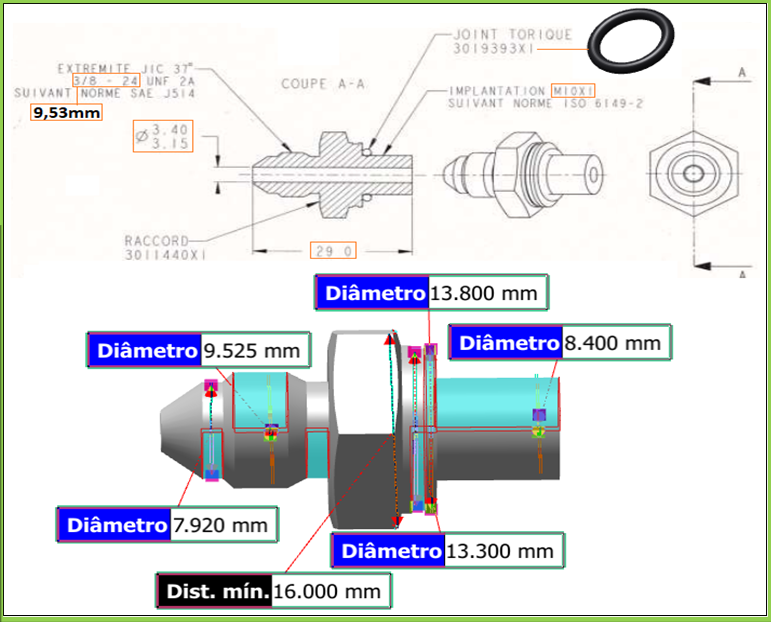 JOINT TORIQUE
3019393X1
EXTREMITE JIC 37°
3/8 - 24 UNF 2A
SUIVANT NORME SAE J514
9,53mm
COUPE A-A
IMPLANTATION M10X1
SUIVANT NORME ISO 6149-2
A
Ø 3.40
3.15
RACCORD
3011440X1
29.0
A
Diâmetro 13.800 mm
Diâmetro 9.525 mm
Diâmetro 8.400 mm
Diâmetro 7.920 mm
Diâmetro 13.300 mm
Dist. mín. 16.000 mm